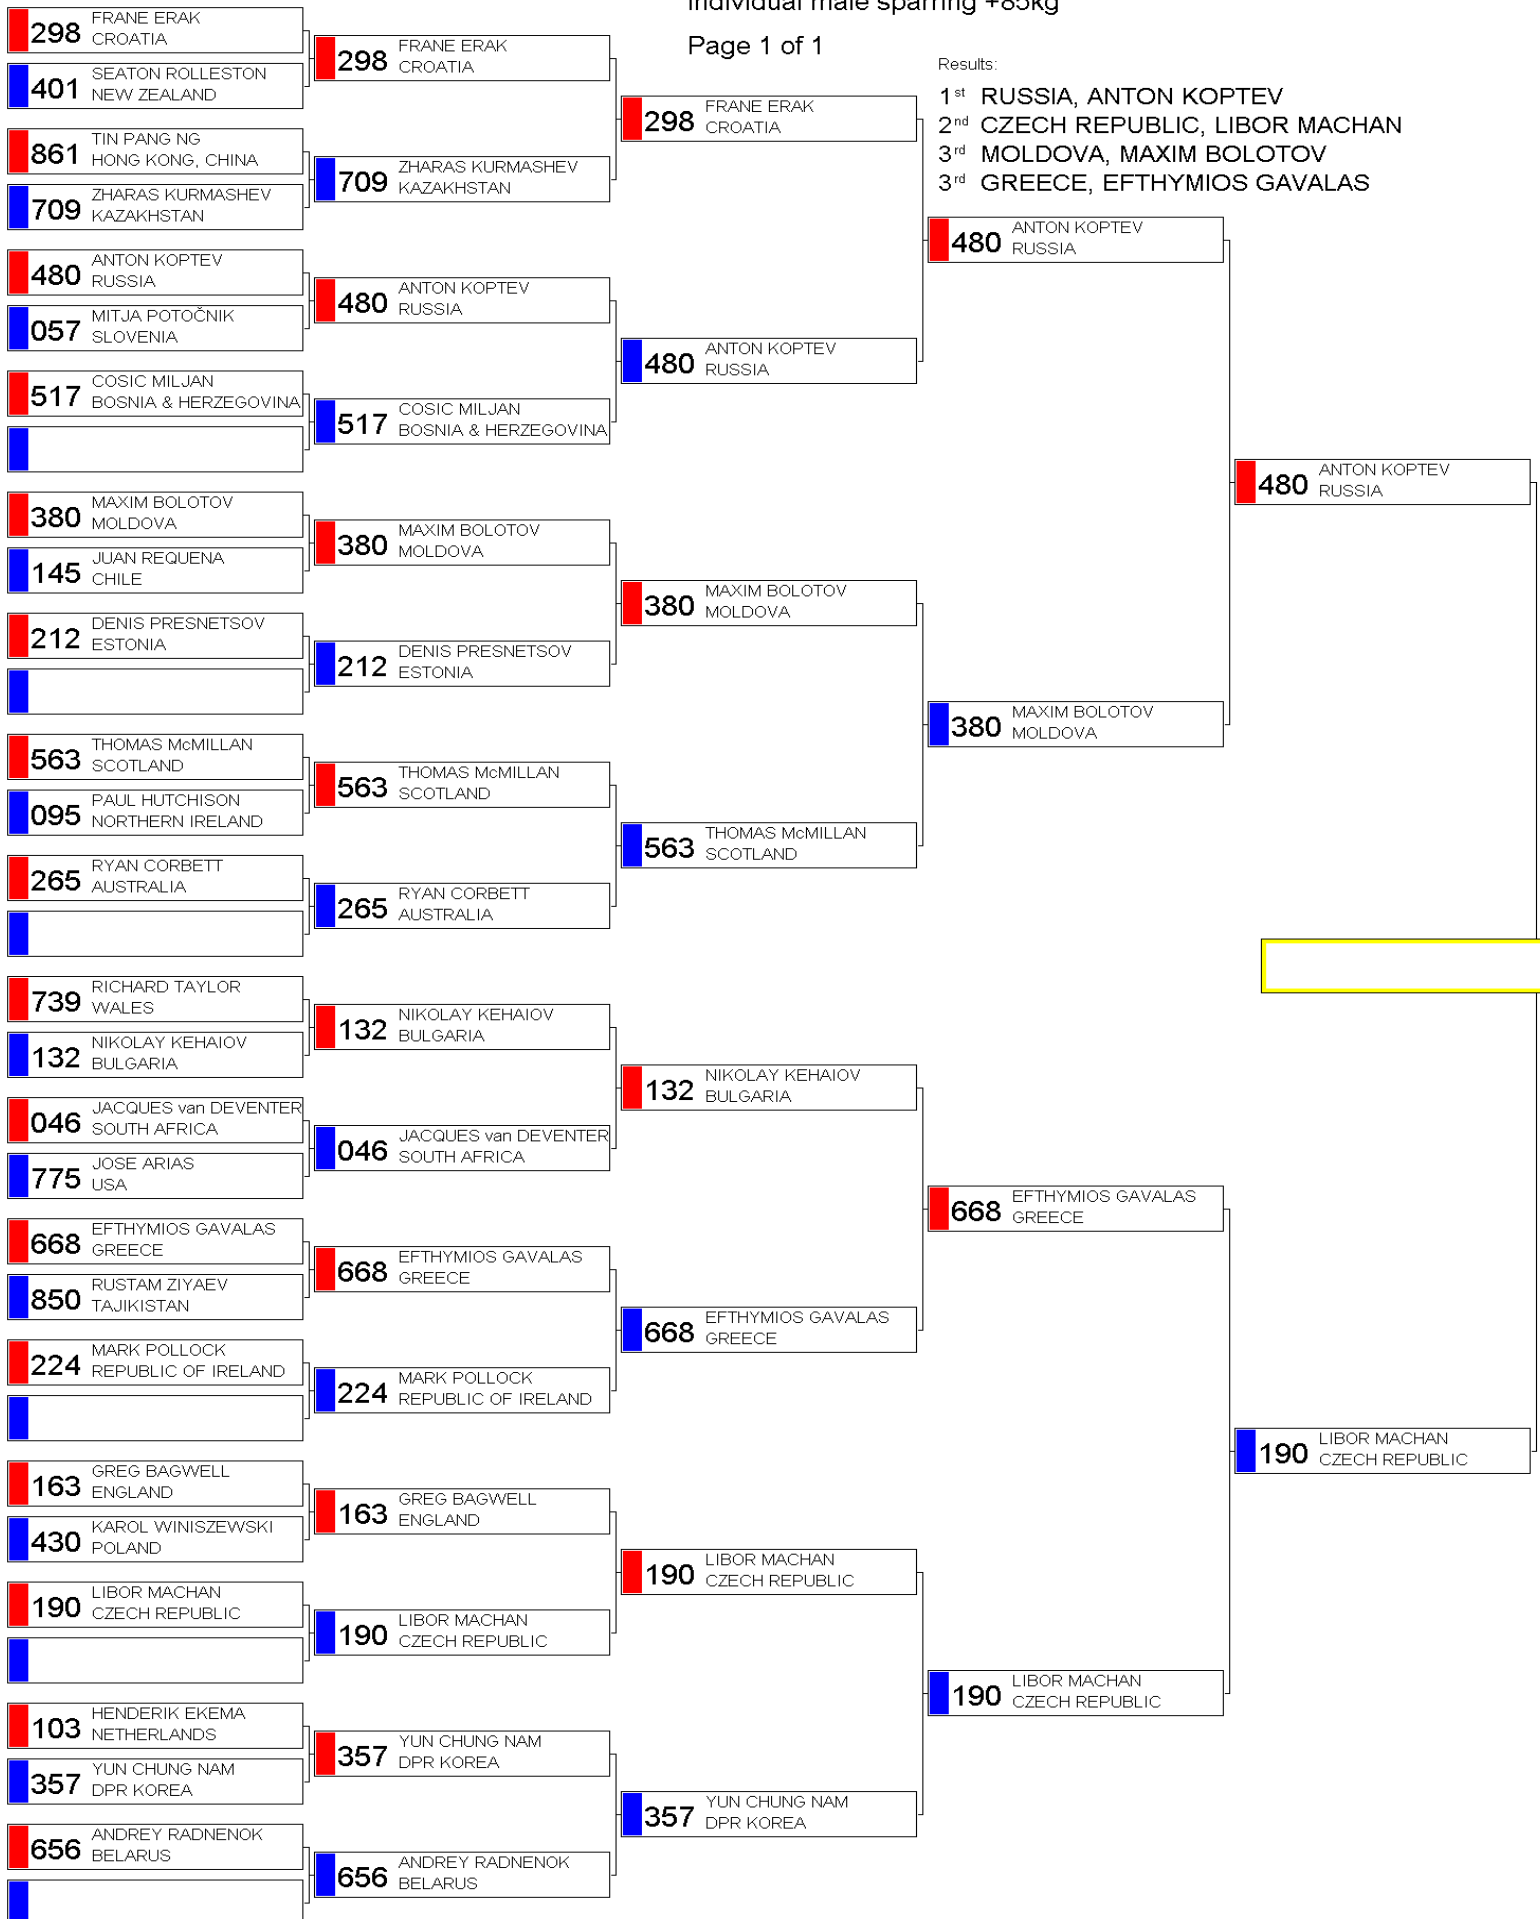 Individual male sparring +85kg
Page 1 of 1
Results:
1st RUSSIA, ANTON KOPTEV
2nd CZECH REPUBLIC, LIBOR MACHAN
3rd MOLDOVA, MAXIM BOLOTOV
3rd GREECE, EFTHYMIOS GAVALAS
298 FRANE ERAK
CROATIA
401 SEATON ROLLESTON
NEW ZEALAND
861 TIN PANG NG
HONG KONG, CHINA
709 ZHARAS KURMASHEV
KAZAKHSTAN
480 ANTON KOPTEV
RUSSIA
057 MITJA POTOČNIK
SLOVENIA
517 COSIC MILJAN
BOSNIA & HERZEGOVINA
380 MAXIM BOLOTOV
MOLDOVA
145 JUAN REQUENA
CHILE
212 DENIS PRESNETSOV
ESTONIA
563 THOMAS McMILLAN
SCOTLAND
095 PAUL HUTCHISON
NORTHERN IRELAND
265 RYAN CORBETT
AUSTRALIA
739 RICHARD TAYLOR
WALES
132 NIKOLAY KEHAIOV
BULGARIA
046 JACQUES van DEVENTER
SOUTH AFRICA
775 JOSE ARIAS
USA
668 EFTHYMIOS GAVALAS
GREECE
850 RUSTAM ZIYAEV
TAJIKISTAN
224 MARK POLLOCK
REPUBLIC OF IRELAND
163 GREG BAGWELL
ENGLAND
430 KAROL WINISZEWSKI
POLAND
190 LIBOR MACHAN
CZECH REPUBLIC
103 HENDERIK EKEMA
NETHERLANDS
357 YUN CHUNG NAM
DPR KOREA
656 ANDREY RADNENOK
BELARUS
298 FRANE ERAK
CROATIA
709 ZHARAS KURMASHEV
KAZAKHSTAN
480 ANTON KOPTEV
RUSSIA
517 COSIC MILJAN
BOSNIA & HERZEGOVINA
380 MAXIM BOLOTOV
MOLDOVA
212 DENIS PRESNETSOV
ESTONIA
563 THOMAS McMILLAN
SCOTLAND
265 RYAN CORBETT
AUSTRALIA
132 NIKOLAY KEHAIOV
BULGARIA
046 JACQUES van DEVENTER
SOUTH AFRICA
668 EFTHYMIOS GAVALAS
GREECE
224 MARK POLLOCK
REPUBLIC OF IRELAND
163 GREG BAGWELL
ENGLAND
190 LIBOR MACHAN
CZECH REPUBLIC
357 YUN CHUNG NAM
DPR KOREA
656 ANDREY RADNENOK
BELARUS
298 FRANE ERAK
CROATIA
480 ANTON KOPTEV
RUSSIA
380 MAXIM BOLOTOV
MOLDOVA
563 THOMAS McMILLAN
SCOTLAND
132 NIKOLAY KEHAIOV
BULGARIA
668 EFTHYMIOS GAVALAS
GREECE
190 LIBOR MACHAN
CZECH REPUBLIC
357 YUN CHUNG NAM
DPR KOREA
480 ANTON KOPTEV
RUSSIA
380 MAXIM BOLOTOV
MOLDOVA
668 EFTHYMIOS GAVALAS
GREECE
190 LIBOR MACHAN
CZECH REPUBLIC
480 ANTON KOPTEV
RUSSIA
190 LIBOR MACHAN
CZECH REPUBLIC